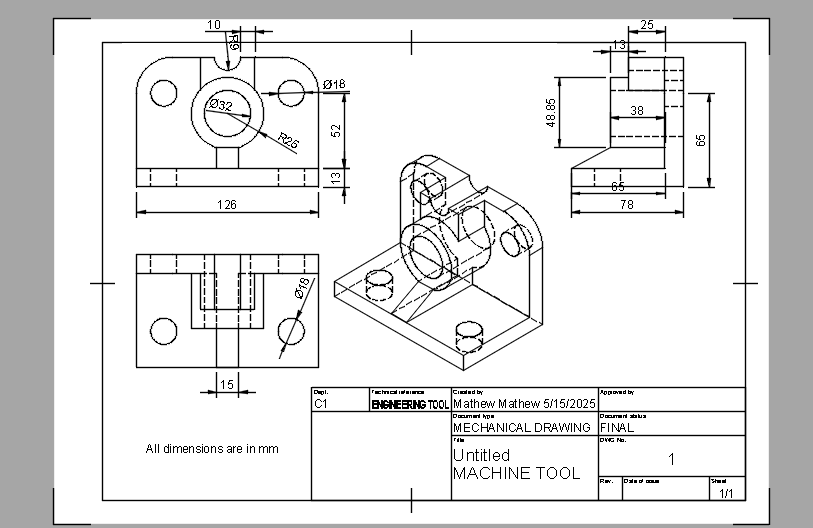 10
R9
Ø18
Ø32
R25
52
13
126
25
13
48.85
38
65
65
78
Ø18
15
All dimensions are in mm
Dept.
C1
Technical reference
ENGINEERING TOOL
Created by
Mathew Mathew 5/15/2025
Approved by
Document type
MECHANICAL DRAWING
Document status
FINAL
Title
Untitled
MACHINE TOOL
DWG No.
1
Rev.
Date of issue
Sheet
1/1